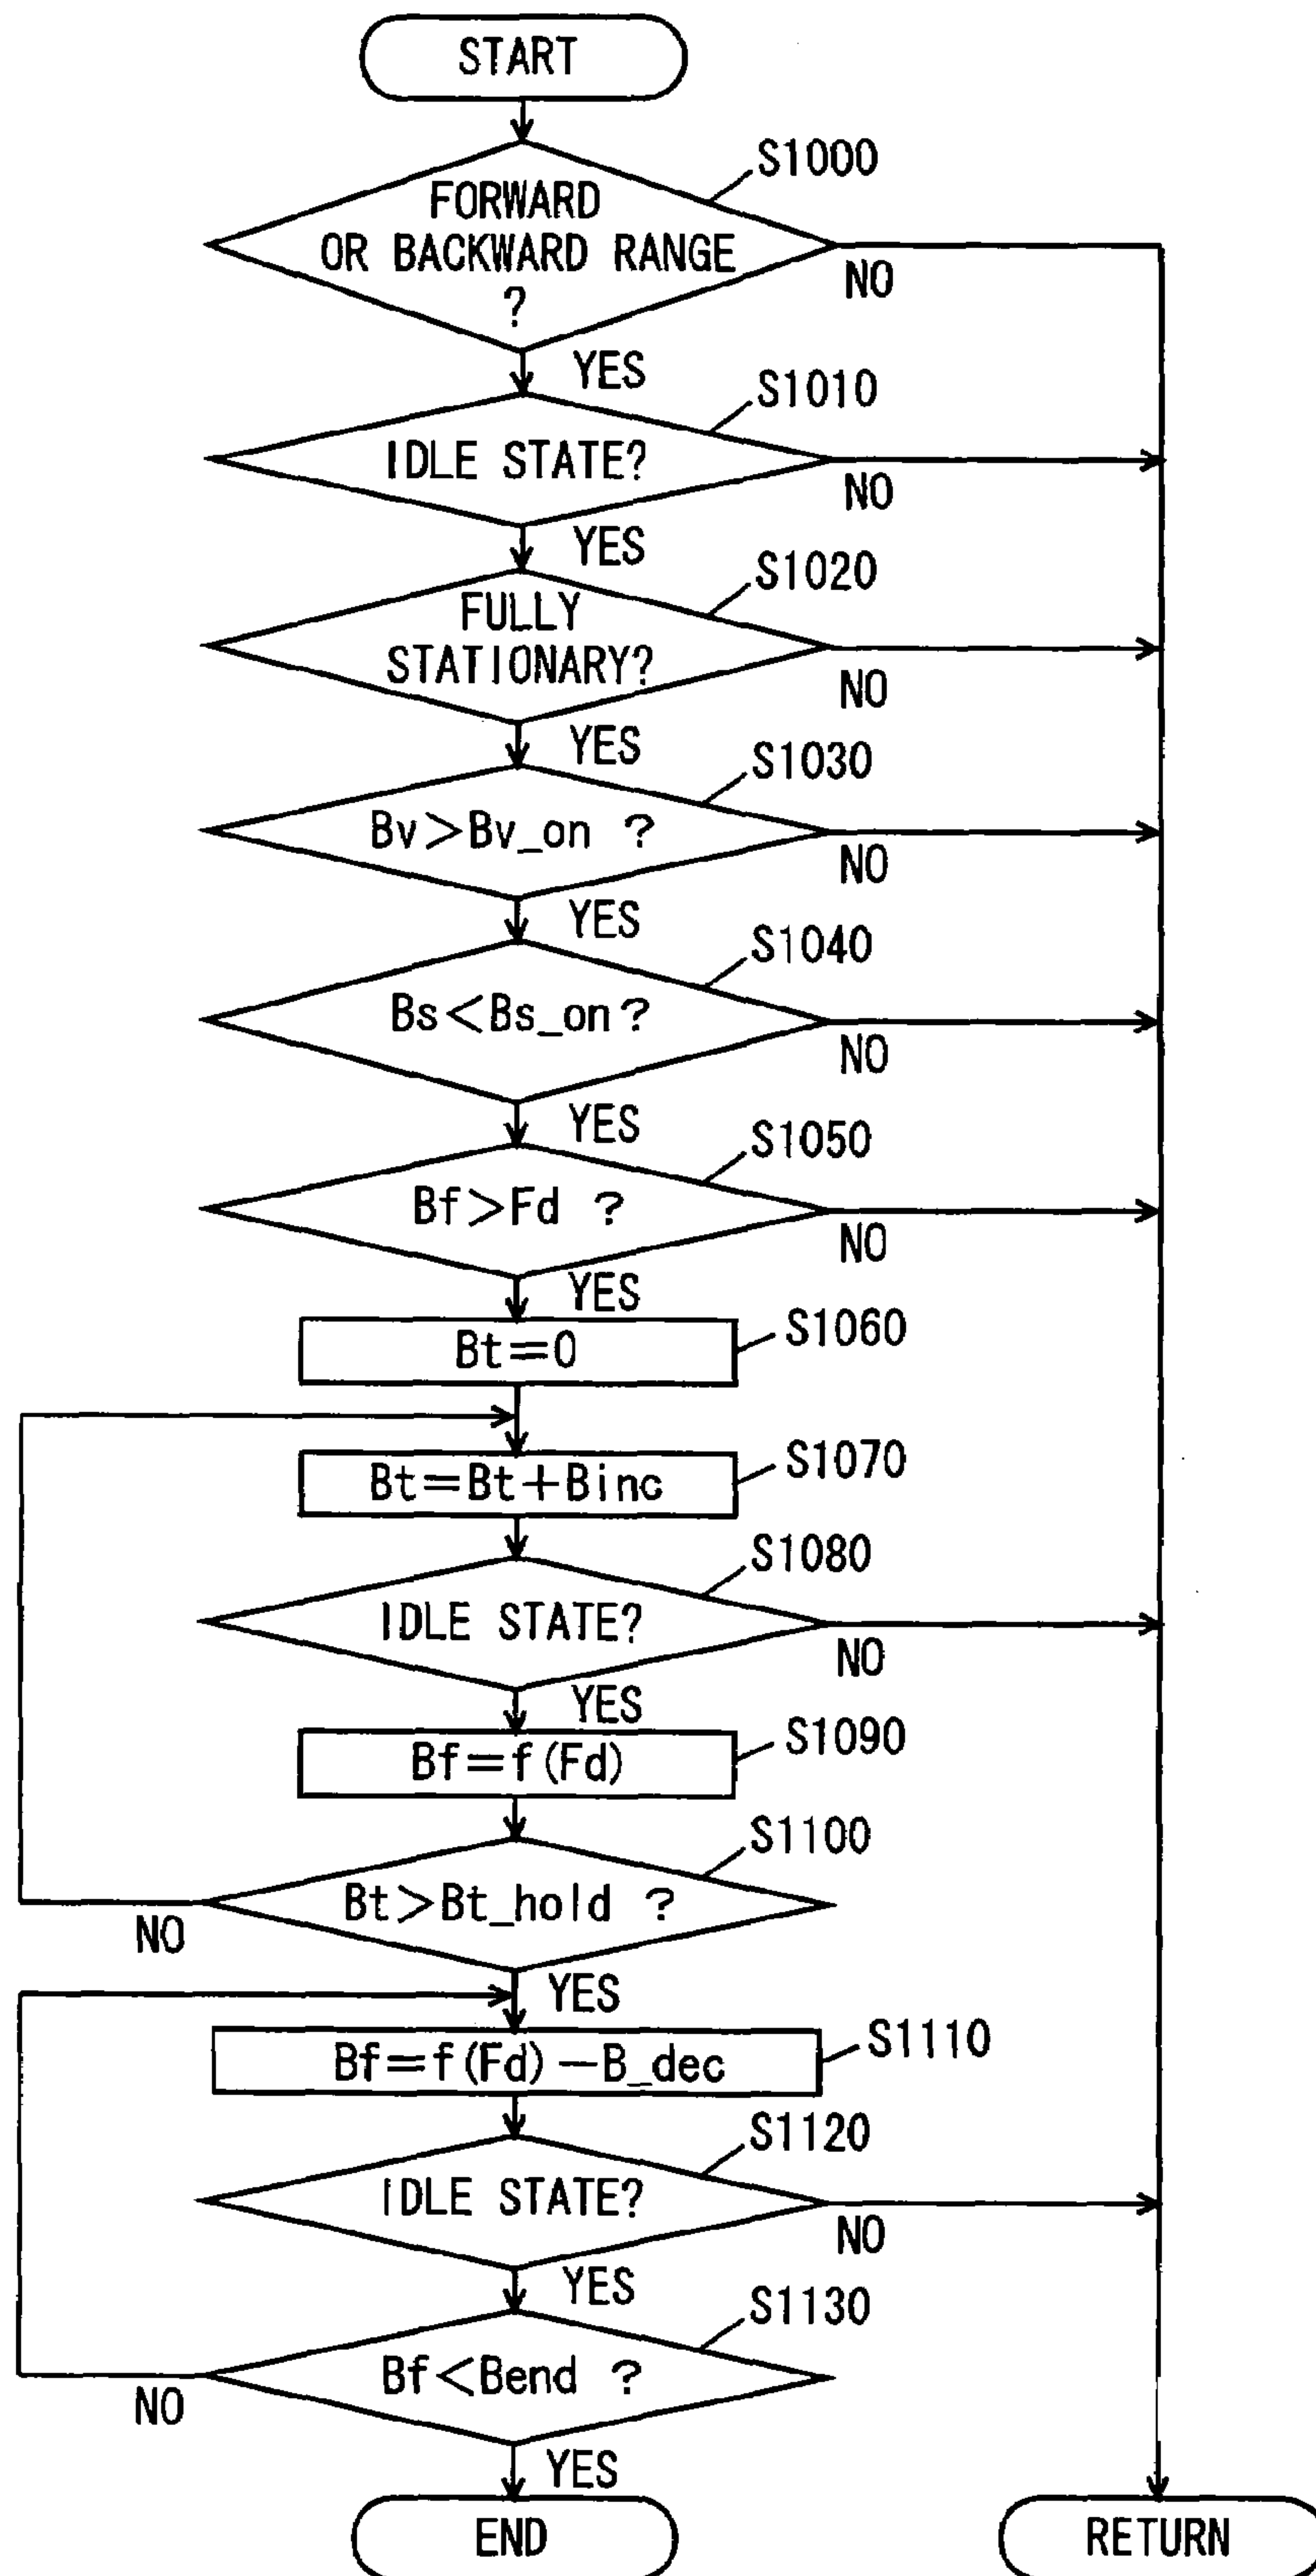 START
S1000
FORWARD
OR BACKWARD RANGE
?
NO
YES
S1010
IDLE STATE?
NO
YES
S1020
FULLY
STATIONARY?
NO
YES
S1030
Bv>Bv_on ?
NO
YES
S1040
Bs<Bs_on?
NO
YES
S1050
Bf>Fd ?
NO
YES
S1060
Bt=0
S1070
Bt=Bt+Binc
S1080
IDLE STATE?
NO
YES
S1090
Bf=f(Fd)
S1100
Bt>Bt_hold ?
NO
YES
S1110
Bf=f(Fd)-B_dec
S1120
IDLE STATE?
NO
YES
S1130
Bf<Bend ?
NO
YES
END
RETURN